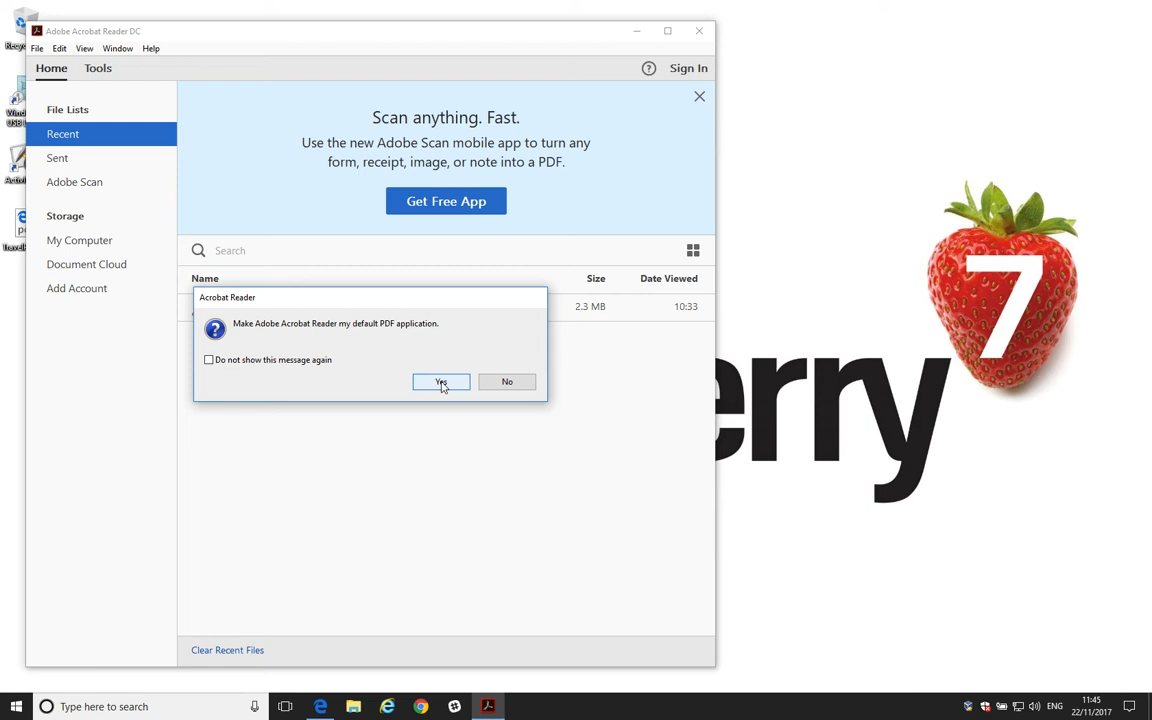 Adobe Acrobat Reader DC
File Edit View Window Help
Home Tools
Sign In
File Lists
Recent
Sent
Adobe Scan
Storage
My Computer
Document Cloud
Add Account
Scan anything. Fast.
Use the new Adobe Scan mobile app to turn any
form, receipt, image, or note into a PDF.
Get Free App
Search
Name Size Date Viewed
2.3 MB 10:33
Acrobat Reader
Make Adobe Acrobat Reader my default PDF application.
Do not show this message again
Yes No
Clear Recent Files
erry
7
Type here to search
ENG
11:45
22/11/2017